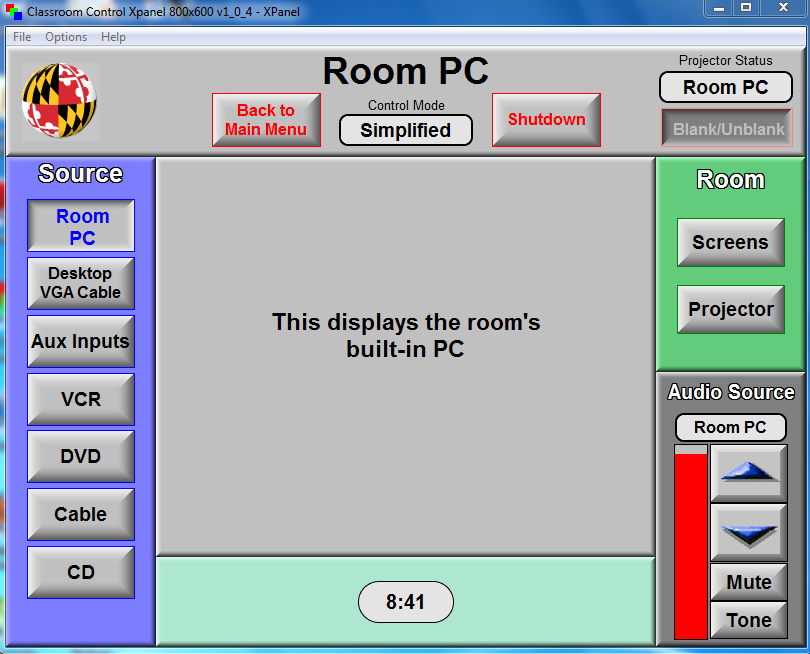 Classroom Control Xpanel 800x600 v1_0_4 - XPanel
File Options Help
Room PC
Back to
Main Menu
Control Mode
Simplified
Shutdown
Projector Status
Room PC
Blank/Unblank
Source
Room
PC
Desktop
VGA Cable
Aux Inputs
VCR
DVD
Cable
CD
This displays the room's
built-in PC
8:41
Room
Screens
Projector
Audio Source
Room PC
Mute
Tone